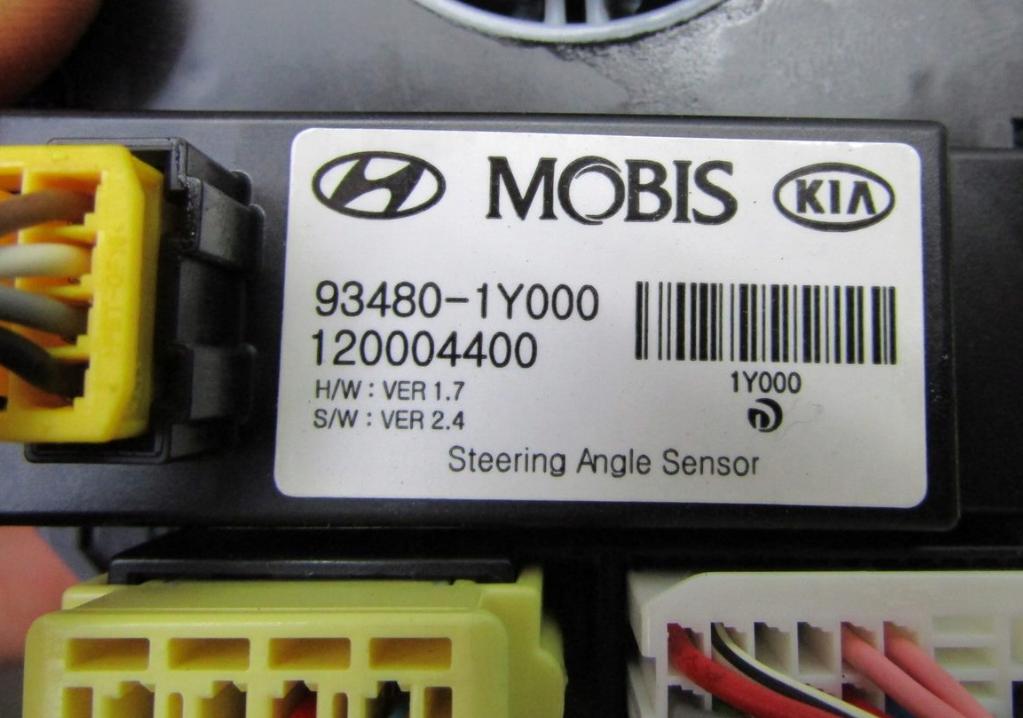 MOBIS KIA
93480-1Y000
120004400
H/W : VER 1.7
S/W : VER 2.4
1Y000
Steering Angle Sensor